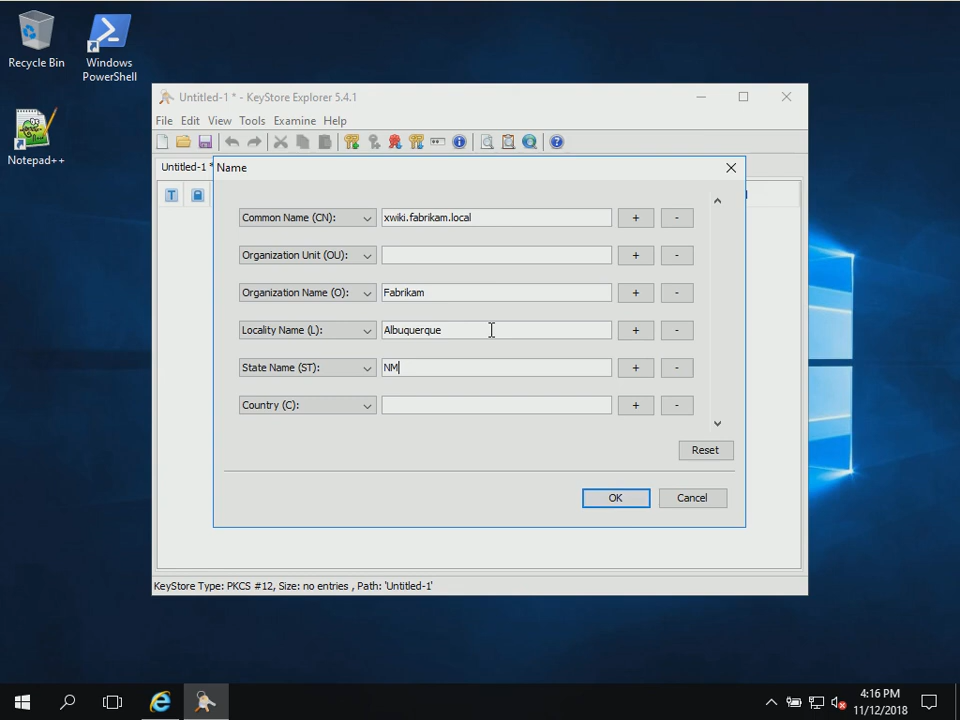 Recycle Bin
Windows PowerShell
Notepad++
Untitled-1 * - KeyStore Explorer 5.4.1
File Edit View Tools Examine Help
Untitled-1 *
Name
T
Common Name (CN): xwiki.fabrikam.local + -
Organization Unit (OU): + -
Organization Name (O): Fabrikam + -
Locality Name (L): Albuquerque + -
State Name (ST): NM + -
Country (C): + -
Reset
OK Cancel
KeyStore Type: PKCS #12, Size: no entries , Path: 'Untitled-1'
4:16 PM
11/12/2018